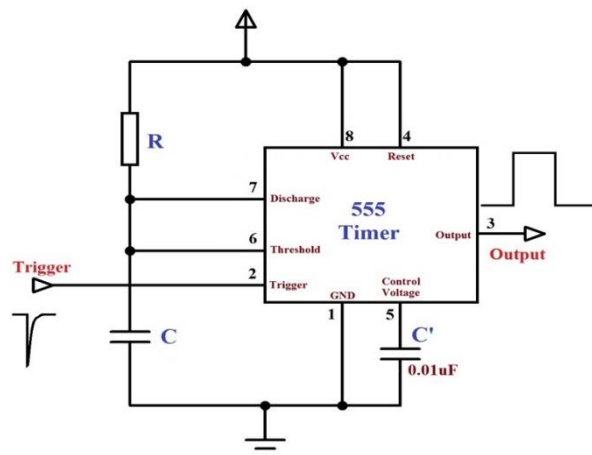 R
8
4
Vcc
Reset
7
Discharge
555
Timer
6
Threshold
Output
3
Output
Trigger
2
Trigger
GND
Control
Voltage
1
5
C
C'
0.01uF